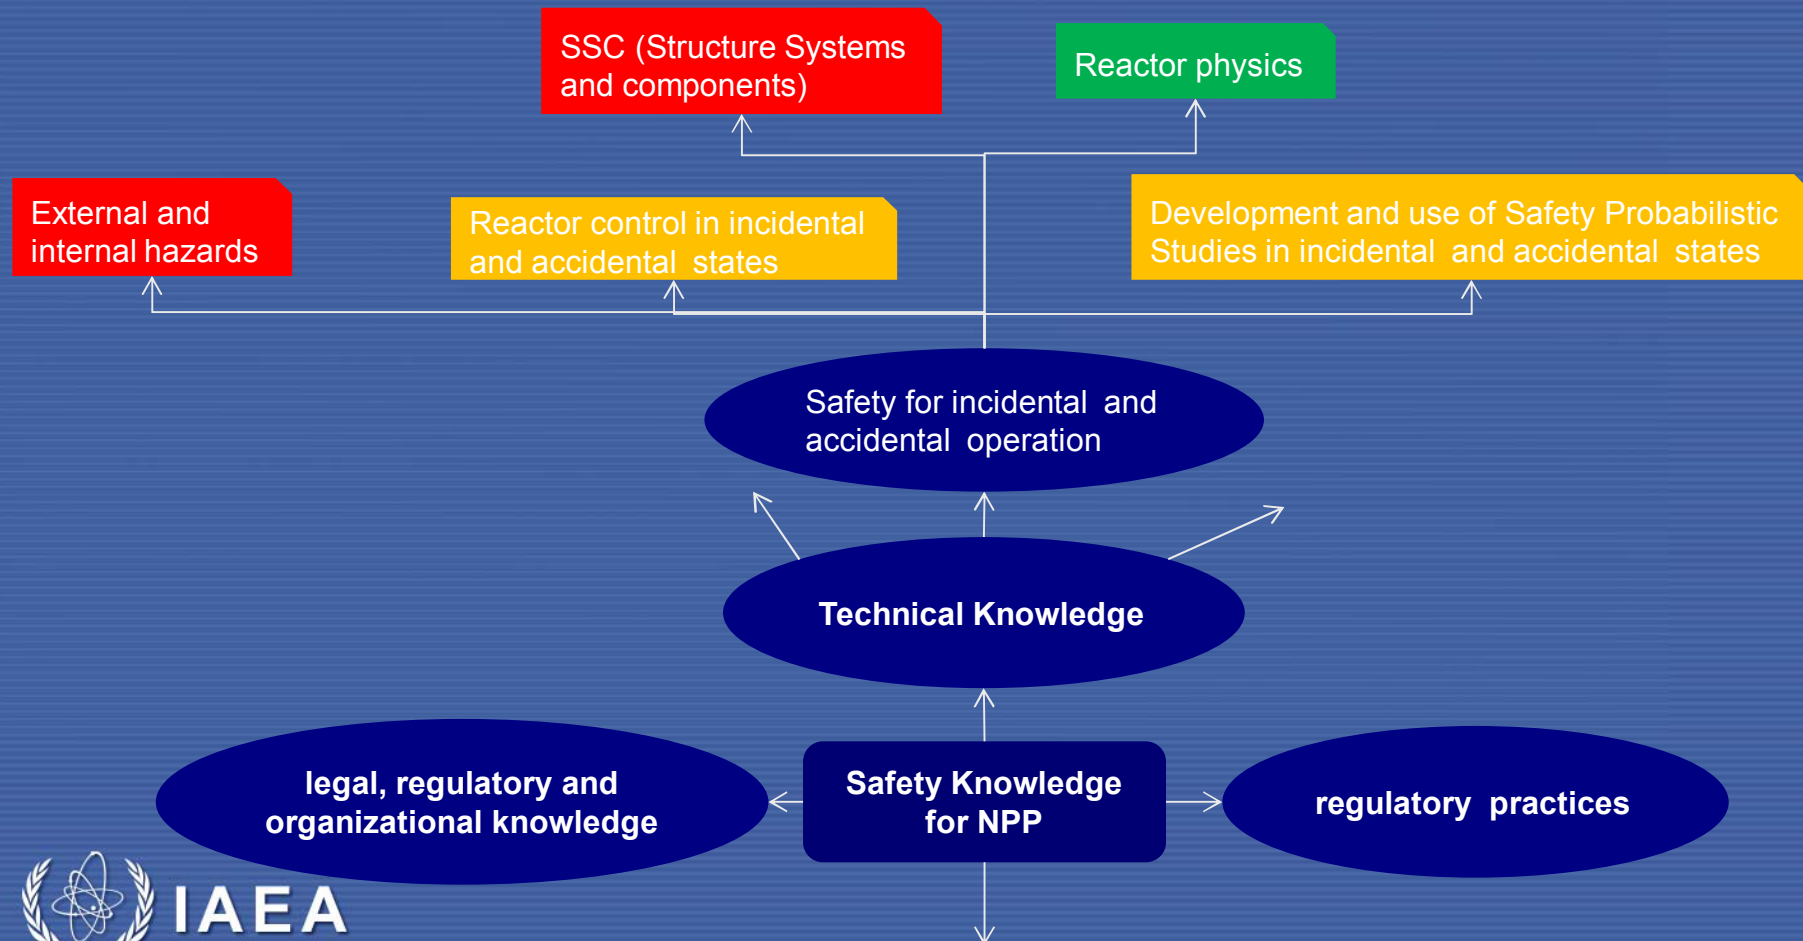 SSC (Structure Systems
and components)
Reactor physics
External and
internal hazards
Reactor control in incidental
and accidental states
Development and use of Safety Probabilistic
Studies in incidental and accidental states
Safety for incidental and
accidental operation
Technical Knowledge
legal, regulatory and
organizational knowledge
Safety Knowledge
for NPP
regulatory practices
IAEA